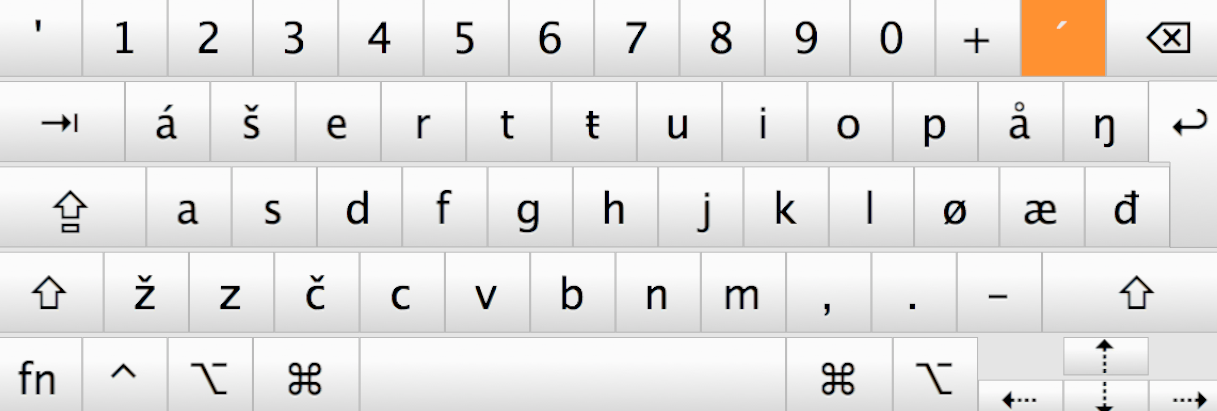 ' 1 2 3 4 5 6 7 8 9 0 + ´ ⌫
⇥ á š e r t ŧ u i o p å ŋ ↩
⇪ a s d f g h j k l ø æ đ
⇧ ž z č c v b n m , . – ⇧
fn ^ ⌥ ⌘ ⌘ ⌥